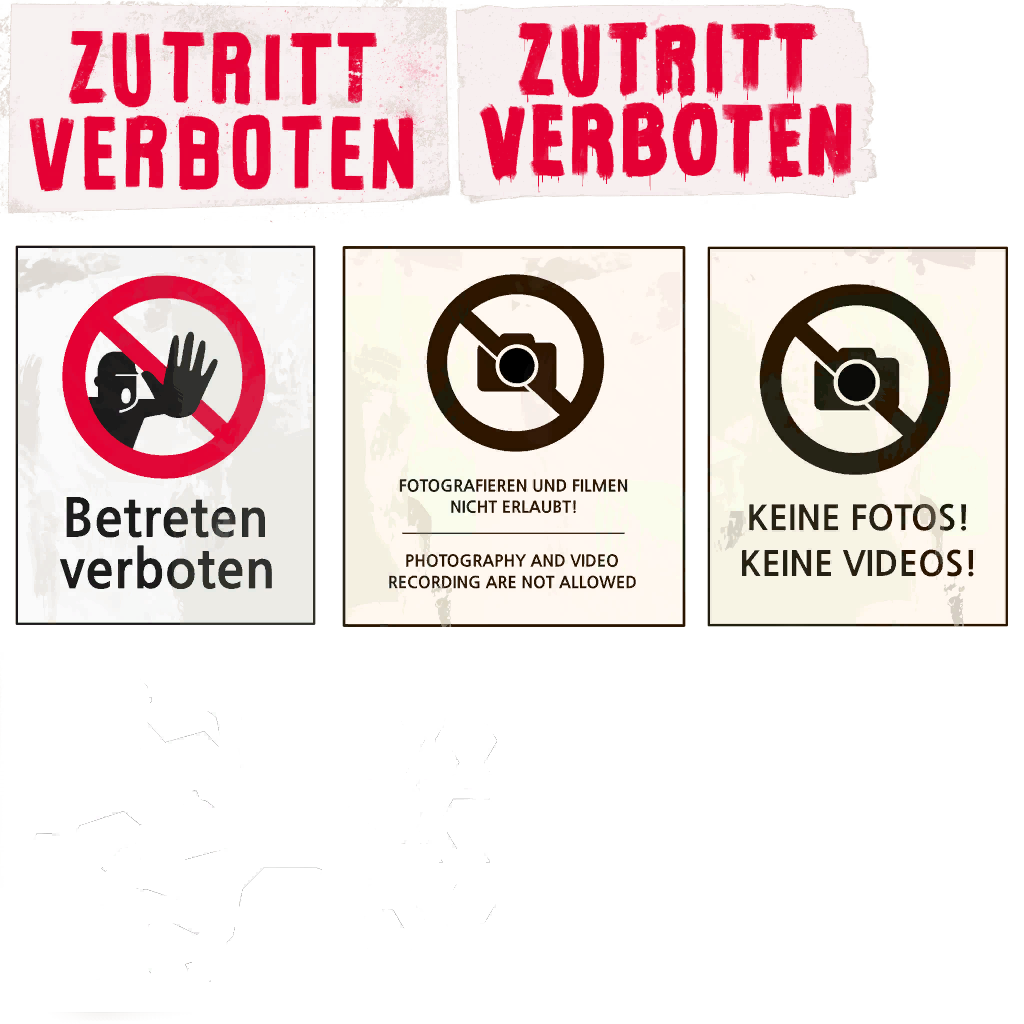 ZUTRITT
VERBOTEN
ZUTRITT
VERBOTEN
Betreten
verboten
FOTOGRAFIEREN UND FILMEN
NICHT ERLAUBT!
PHOTOGRAPHY AND VIDEO
RECORDING ARE NOT ALLOWED
KEINE FOTOS!
KEINE VIDEOS!